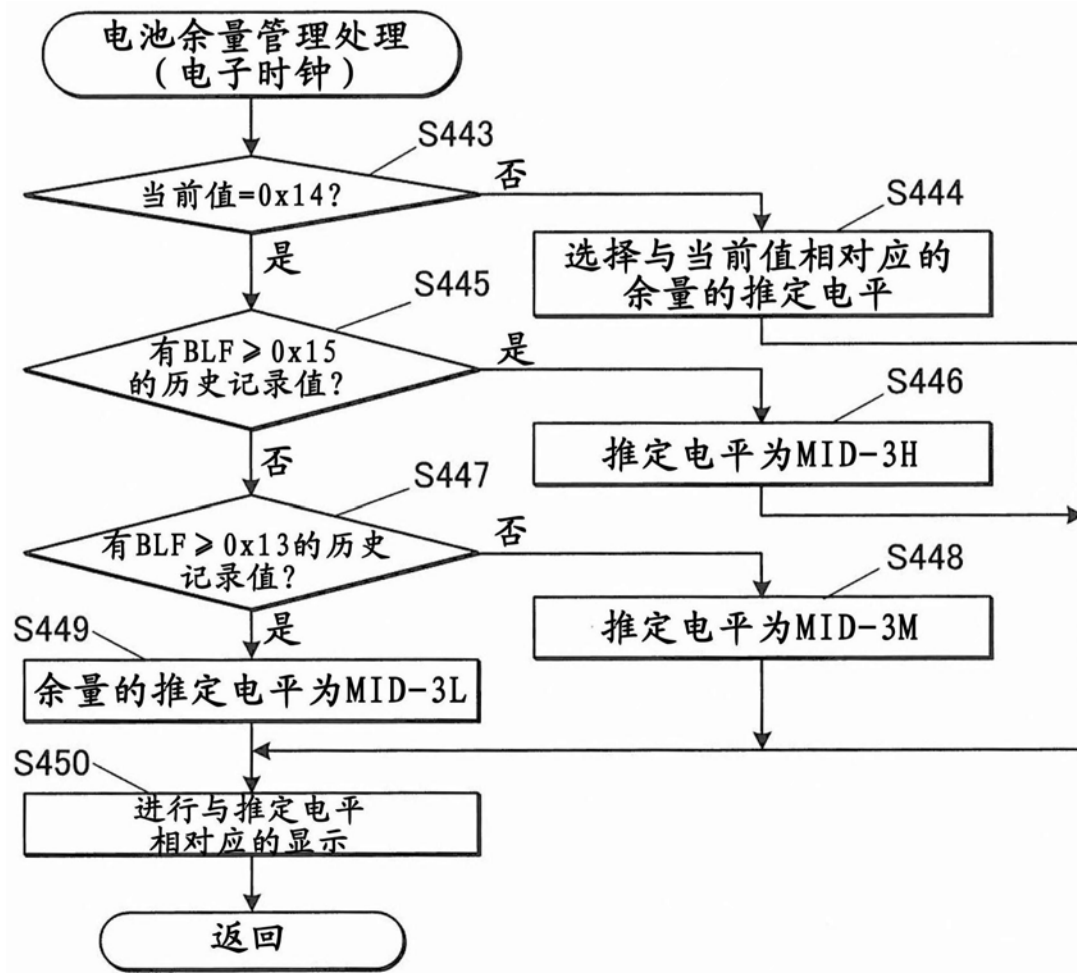 电池余量管理处理
(电子时钟)
S443
当前值=0x14?
否
是
S444
选择与当前值相对应的
余量的推定电平
S445
有BLF≥0x15
的历史记录值?
是
否
S446
推定电平为MID-3H
S447
有BLF≥0x13的历史
记录值?
否
是
S448
推定电平为MID-3M
S449
余量的推定电平为MID-3L
S450
进行与推定电平
相对应的显示
返回